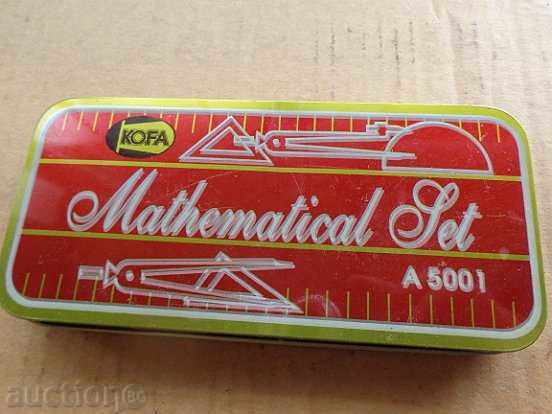 KOFA
Mathematical Set
A 5001
auction BG